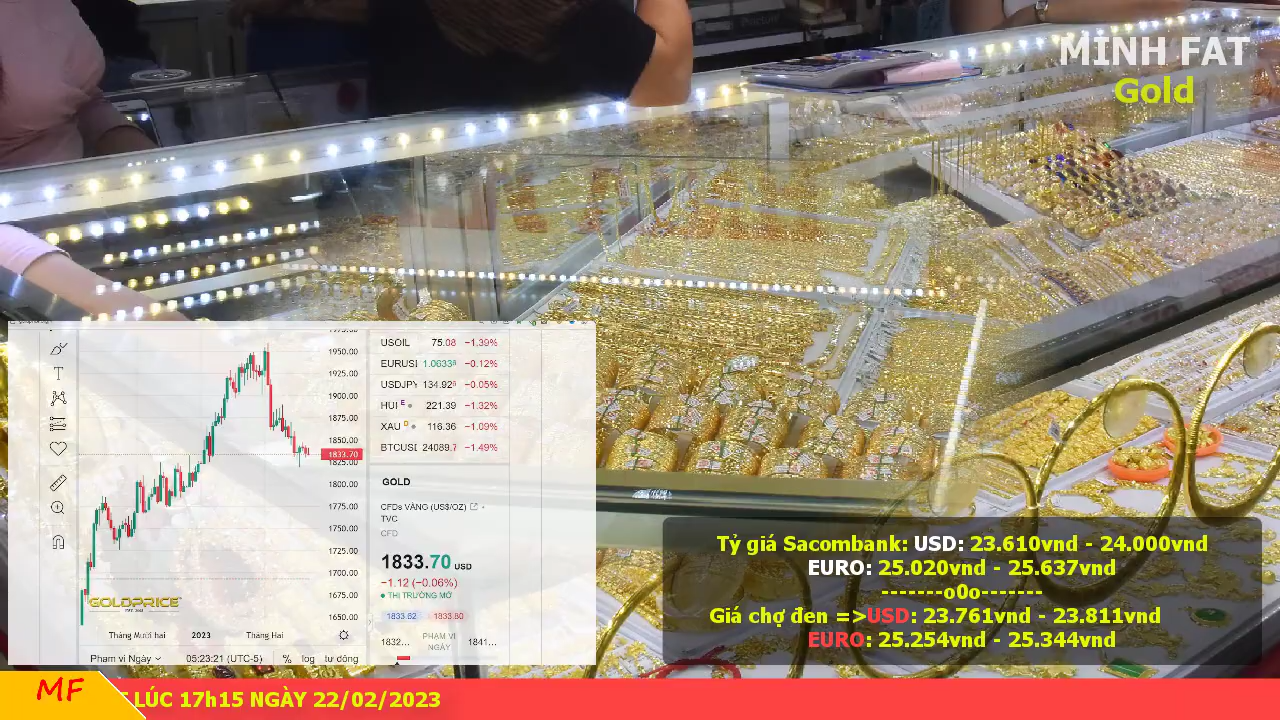 MINH FAT
Gold
1975.00
1950.00
1925.00
1900.00
1875.00
1850.00
1833.70
1825.00
1800.00
1775.00
1750.00
1725.00
1700.00
1675.00
1650.00
GOLDPRICE
Tháng Mười hai 2023 Tháng Hai
Phạm vi Ngày 05:23:21 (UTC-5) % log tự động
USOIL 75.08 −1.39%
EURUSD 1.0633⁵ −0.12%
USDJPY 134.92⁵ −0.05%
HUI E 221.39 −1.32%
XAU D 116.36 −1.09%
BTCUSD 24089.7 −1.49%
GOLD
CFDs VÀNG (US$/OZ)
TVC
CFD
1833.70 USD
−1.12 (−0.06%)
THỊ TRƯỜNG MỞ
1833.62 1833.80
1832... PHẠM VI NGÀY 1841...
Tỷ giá Sacombank: USD: 23.610vnd - 24.000vnd
EURO: 25.020vnd - 25.637vnd
-------o0o-------
Giá chợ đen =>USD: 23.761vnd - 23.811vnd
EURO: 25.254vnd - 25.344vnd
MF
LÚC 17h15 NGÀY 22/02/2023